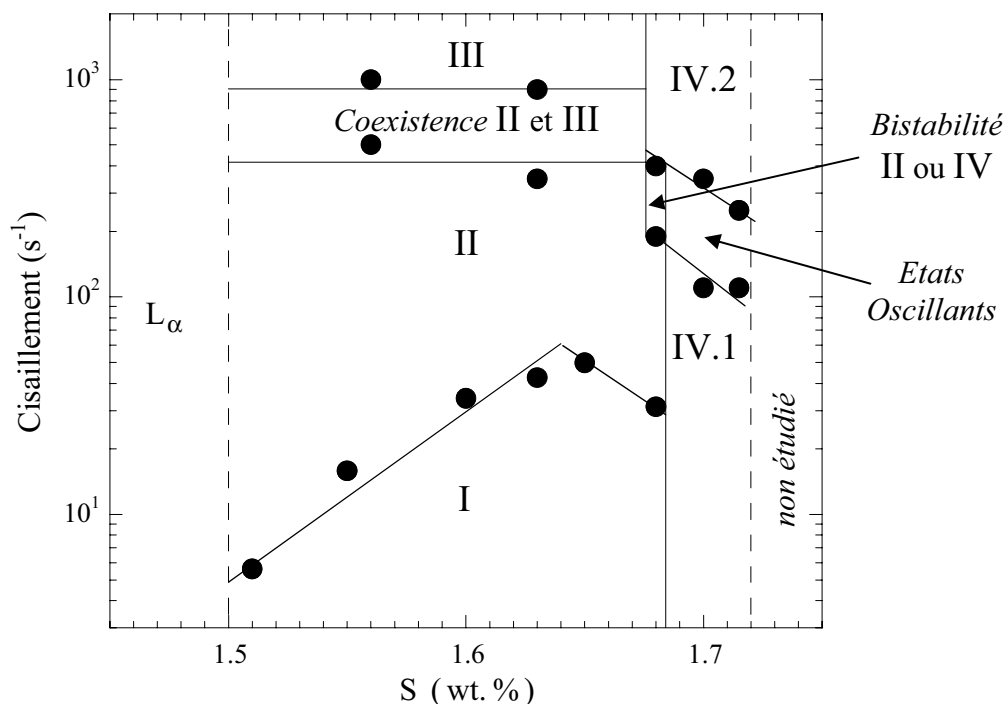 III
IV.2
10³
Coexistence II et III
Bistabilité
II ou IV
II
Etats
Oscillants
10²
Lα
IV.1
I
non étudié
10¹
Cisaillement (s⁻¹)
1.5
1.6
1.7
S ( wt. % )